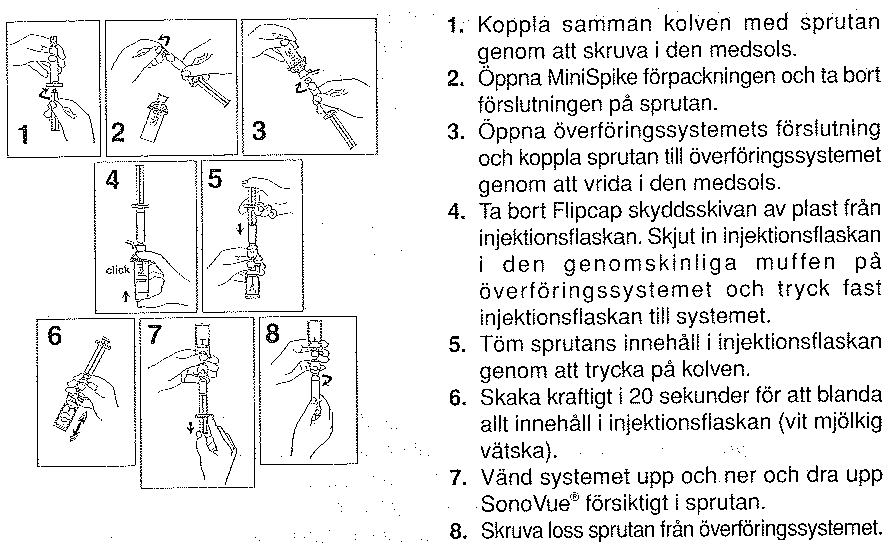 1
2
3
4
click
5
6
7
8
1. Koppla samman kolven med sprutan
genom att skruva i den medsols.
2. Öppna MiniSpike förpackningen och ta bort
förslutningen på sprutan.
3. Öppna överföringssystemets förslutning
och koppla sprutan till överföringssystemet
genom att vrida i den medsols.
4. Ta bort Flipcap skyddsskivan av plast från
injektionsflaskan. Skjut in injektionsflaskan
i den genomskinliga muffen på
överföringssystemet och tryck fast
injektionsflaskan till systemet.
5. Töm sprutans innehåll i injektionsflaskan
genom att trycka på kolven.
6. Skaka kraftigt i 20 sekunder för att blanda
allt innehåll i injektionsflaskan (vit mjölkig
vätska).
7. Vänd systemet upp och ner och dra upp
SonoVue® försiktigt i sprutan.
8. Skruva loss sprutan från överföringssystemet.